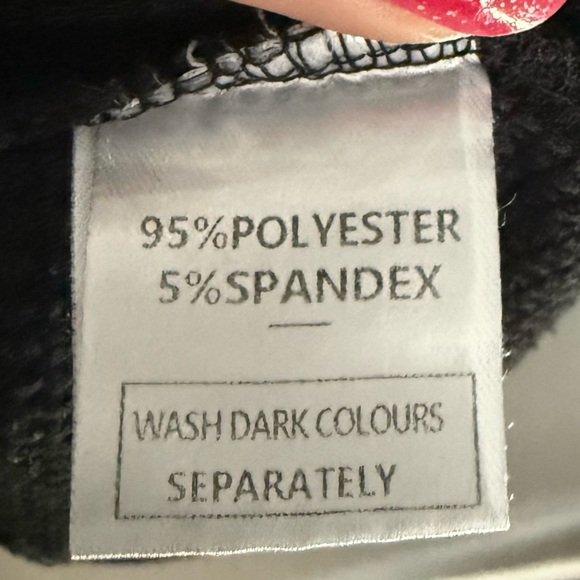 95%POLYESTER
5%SPANDEX
WASH DARK COLOURS
SEPARATELY